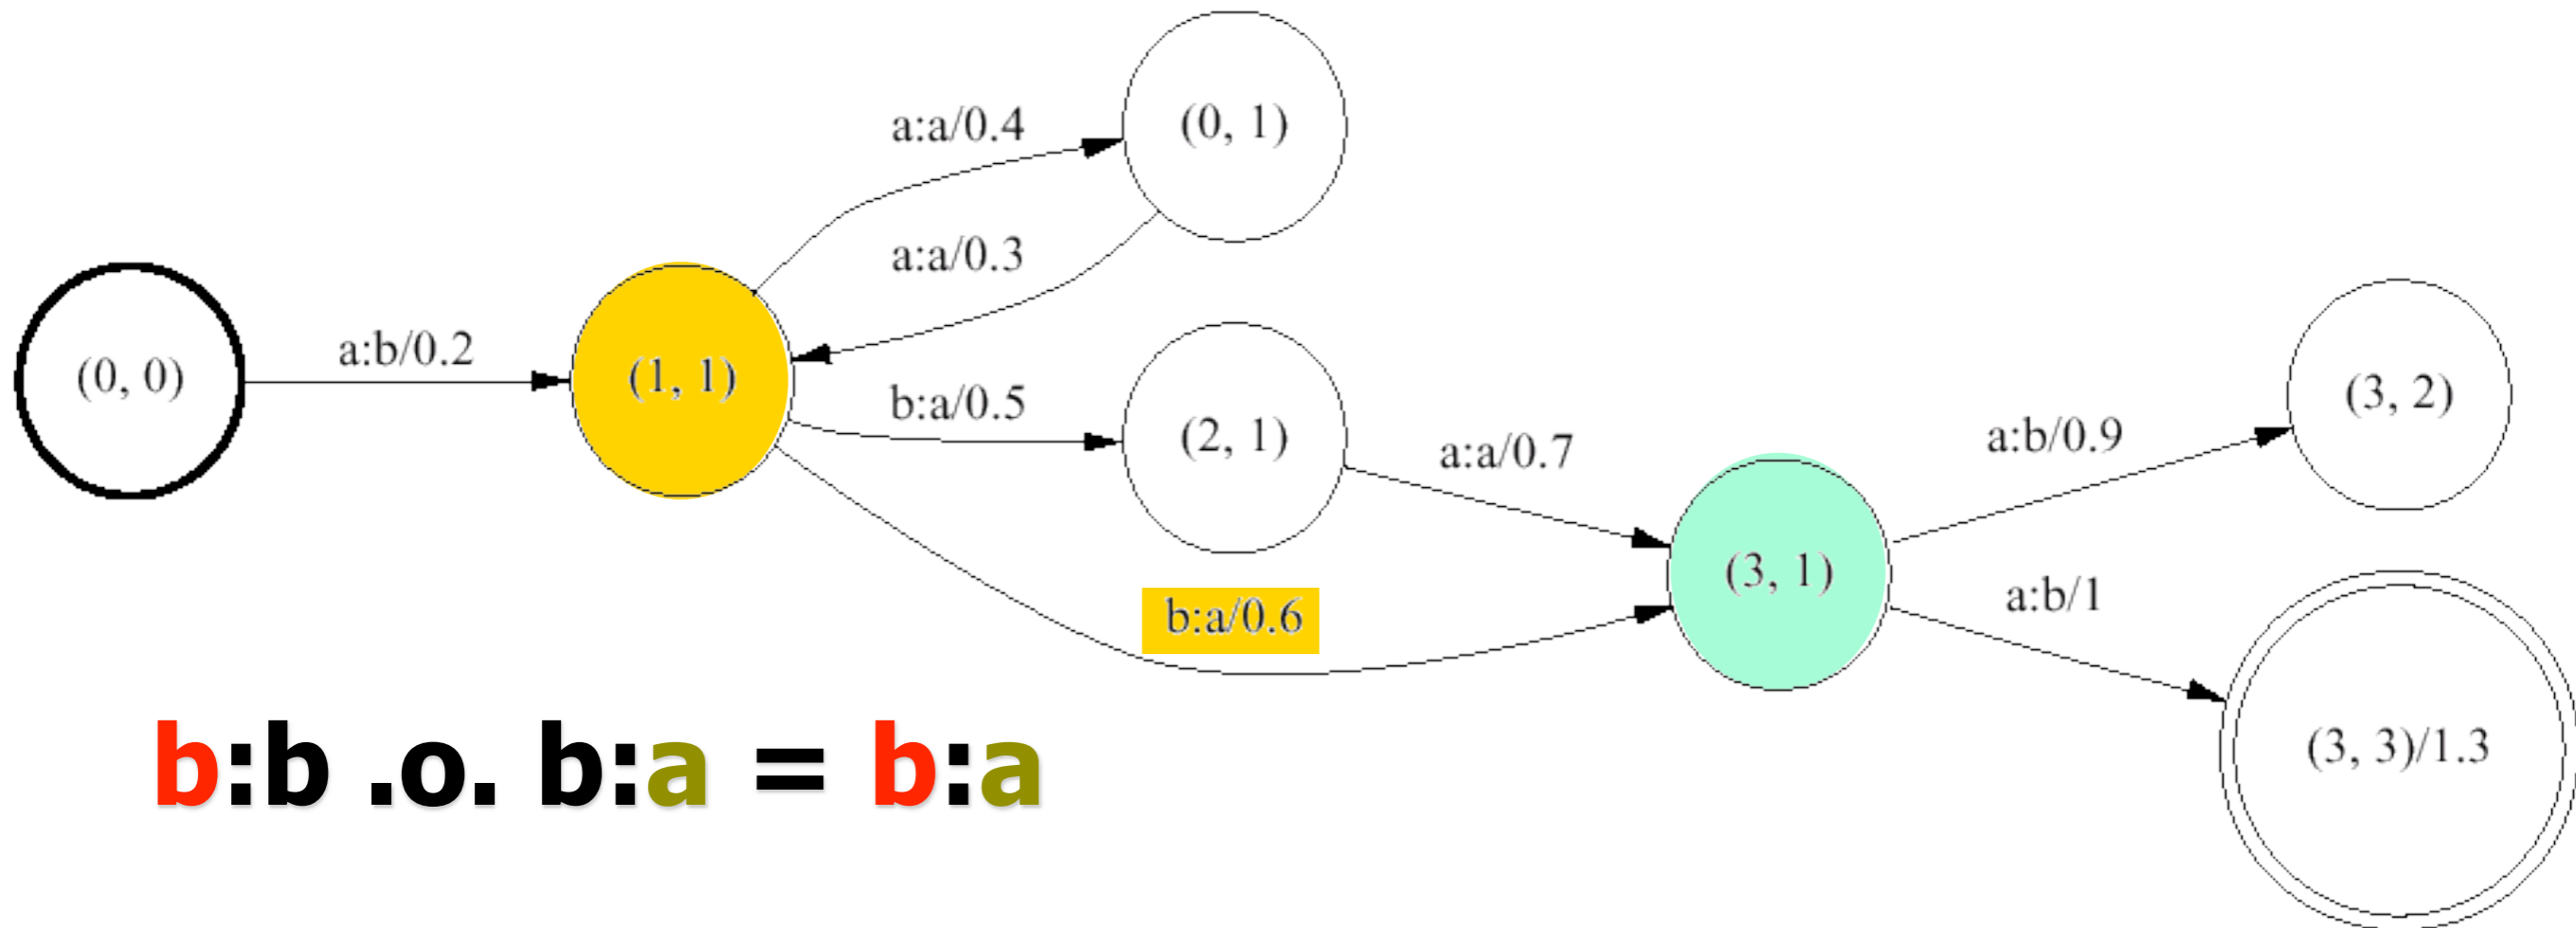 a:a/0.4
(0, 1)
a:a/0.3
(0, 0)
a:b/0.2
(1, 1)
b:a/0.5
(2, 1)
a:a/0.7
a:b/0.9
(3, 2)
(3, 1)
b:a/0.6
a:b/1
(3, 3)/1.3
b:b .o. b:a = b:a